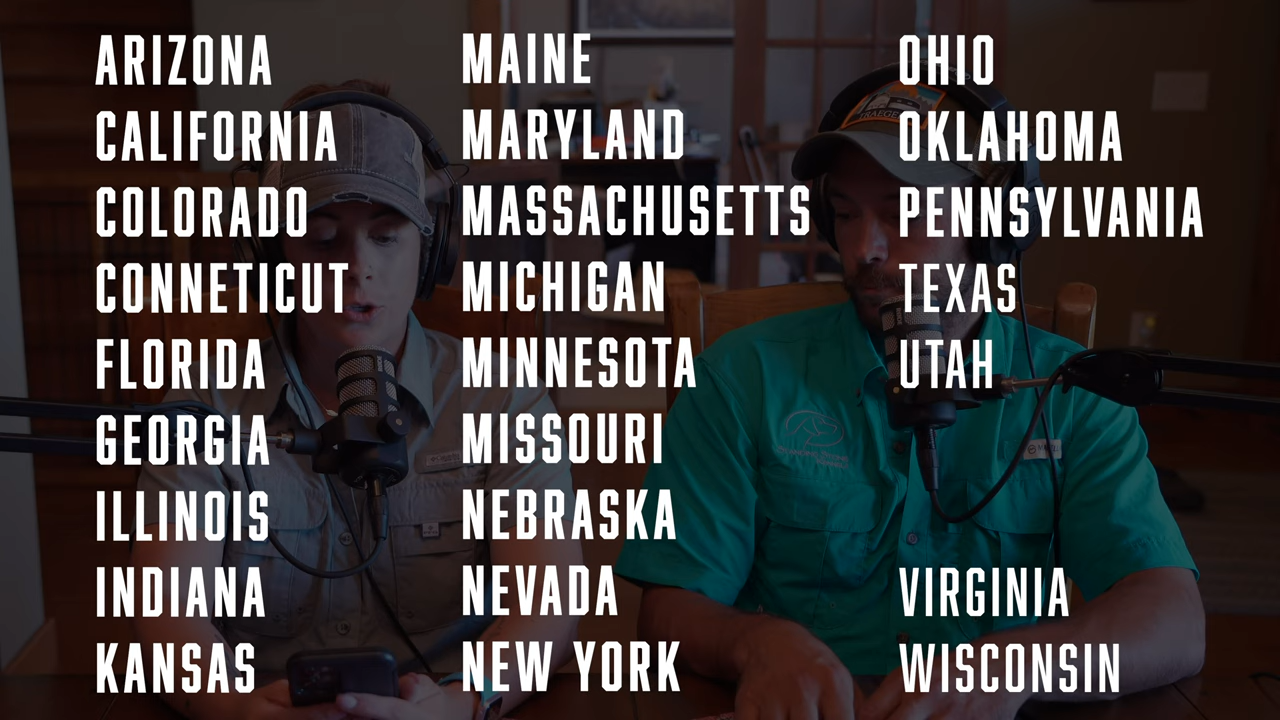 ARIZONA
CALIFORNIA
COLORADO
CONNETICUT
FLORIDA
GEORGIA
ILLINOIS
INDIANA
KANSAS
MAINE
MARYLAND
MASSACHUSETTS
MICHIGAN
MINNESOTA
MISSOURI
NEBRASKA
NEVADA
NEW YORK
OHIO
OKLAHOMA
PENNSYLVANIA
TEXAS
UTAH
VIRGINIA
WISCONSIN